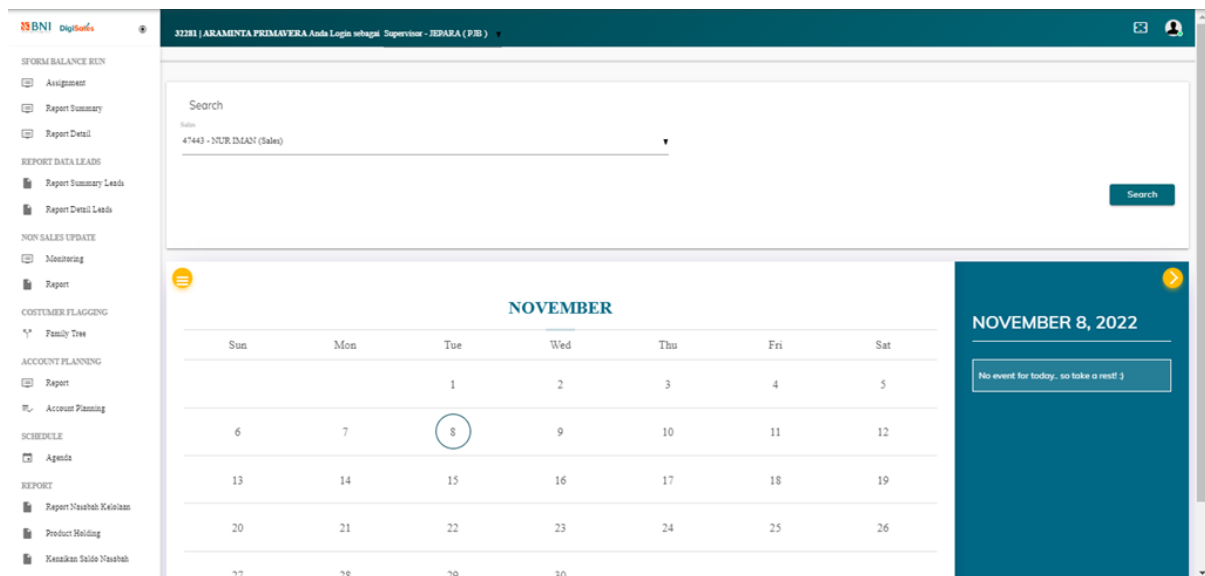 BNI DigiSales
32281 | ARAMINTA PRIMAVERA Anda Login sebagai Supervisor - JEPARA ( PJB )
SFORM BALANCE RUN
Assignment
Report Summary
Report Detail
REPORT DATA LEADS
Report Summary Leads
Report Detail Leads
NON SALES UPDATE
Monitoring
Report
COSTUMER FLAGGING
Family Tree
ACCOUNT PLANNING
Report
Account Planning
SCHEDULE
Agenda
REPORT
Report Nasabah Kelolaan
Product Holding
Kenaikan Saldo Nasabah
Search
Sales
47443 - NUR IMAN (Sales)
Search
NOVEMBER
Sun Mon Tue Wed Thu Fri Sat
1 2 3 4 5
6 7 8 9 10 11 12
13 14 15 16 17 18 19
20 21 22 23 24 25 26
27 28 29 30
NOVEMBER 8, 2022
No event for today.. so take a rest! :)